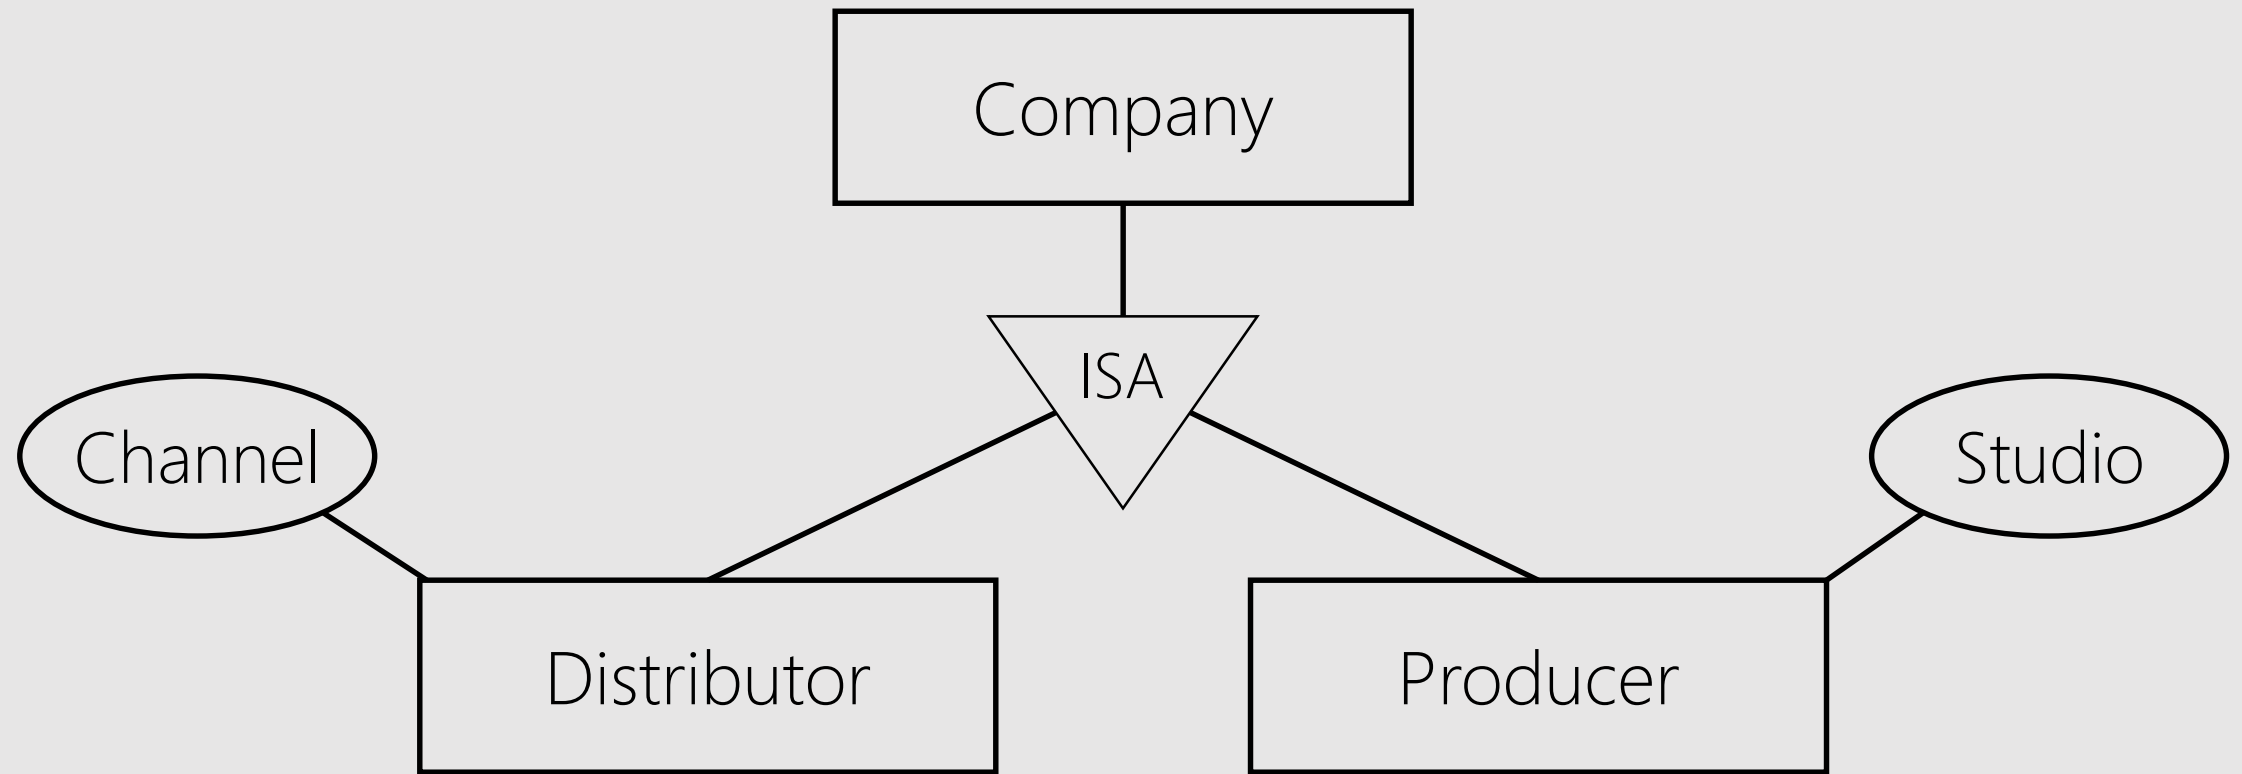 Company
ISA
Channel
Studio
Distributor
Producer